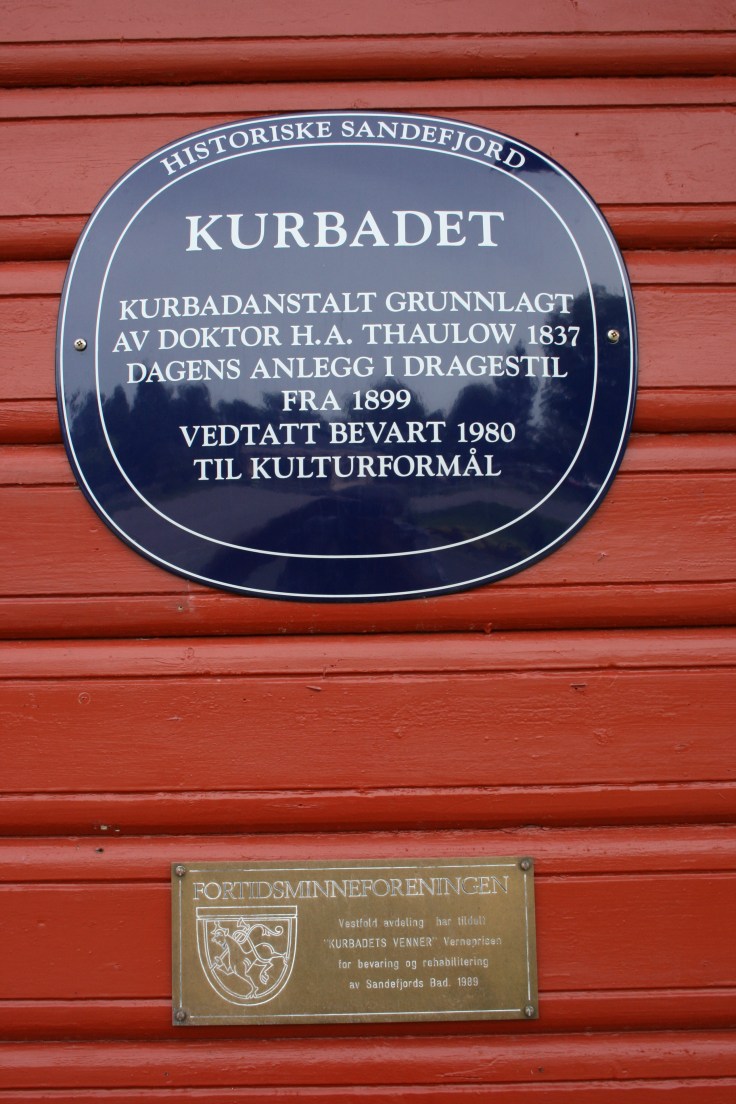 HISTORISKE SANDEFJORD
KURBADET
KURBADANSTALT GRUNNLAGT
AV DOKTOR H.A. THAULOW 1837
DAGENS ANLEGG I DRAGESTIL
FRA 1899
VEDTATT BEVART 1980
TIL KULTURFORMÅL
FORTIDSMINNEFORENINGEN
Vestfold avdeling har tildelt
"KURBADETS VENNER" Verneprisen
for bevaring og rehabilitering
av Sandefjords Bad. 1989